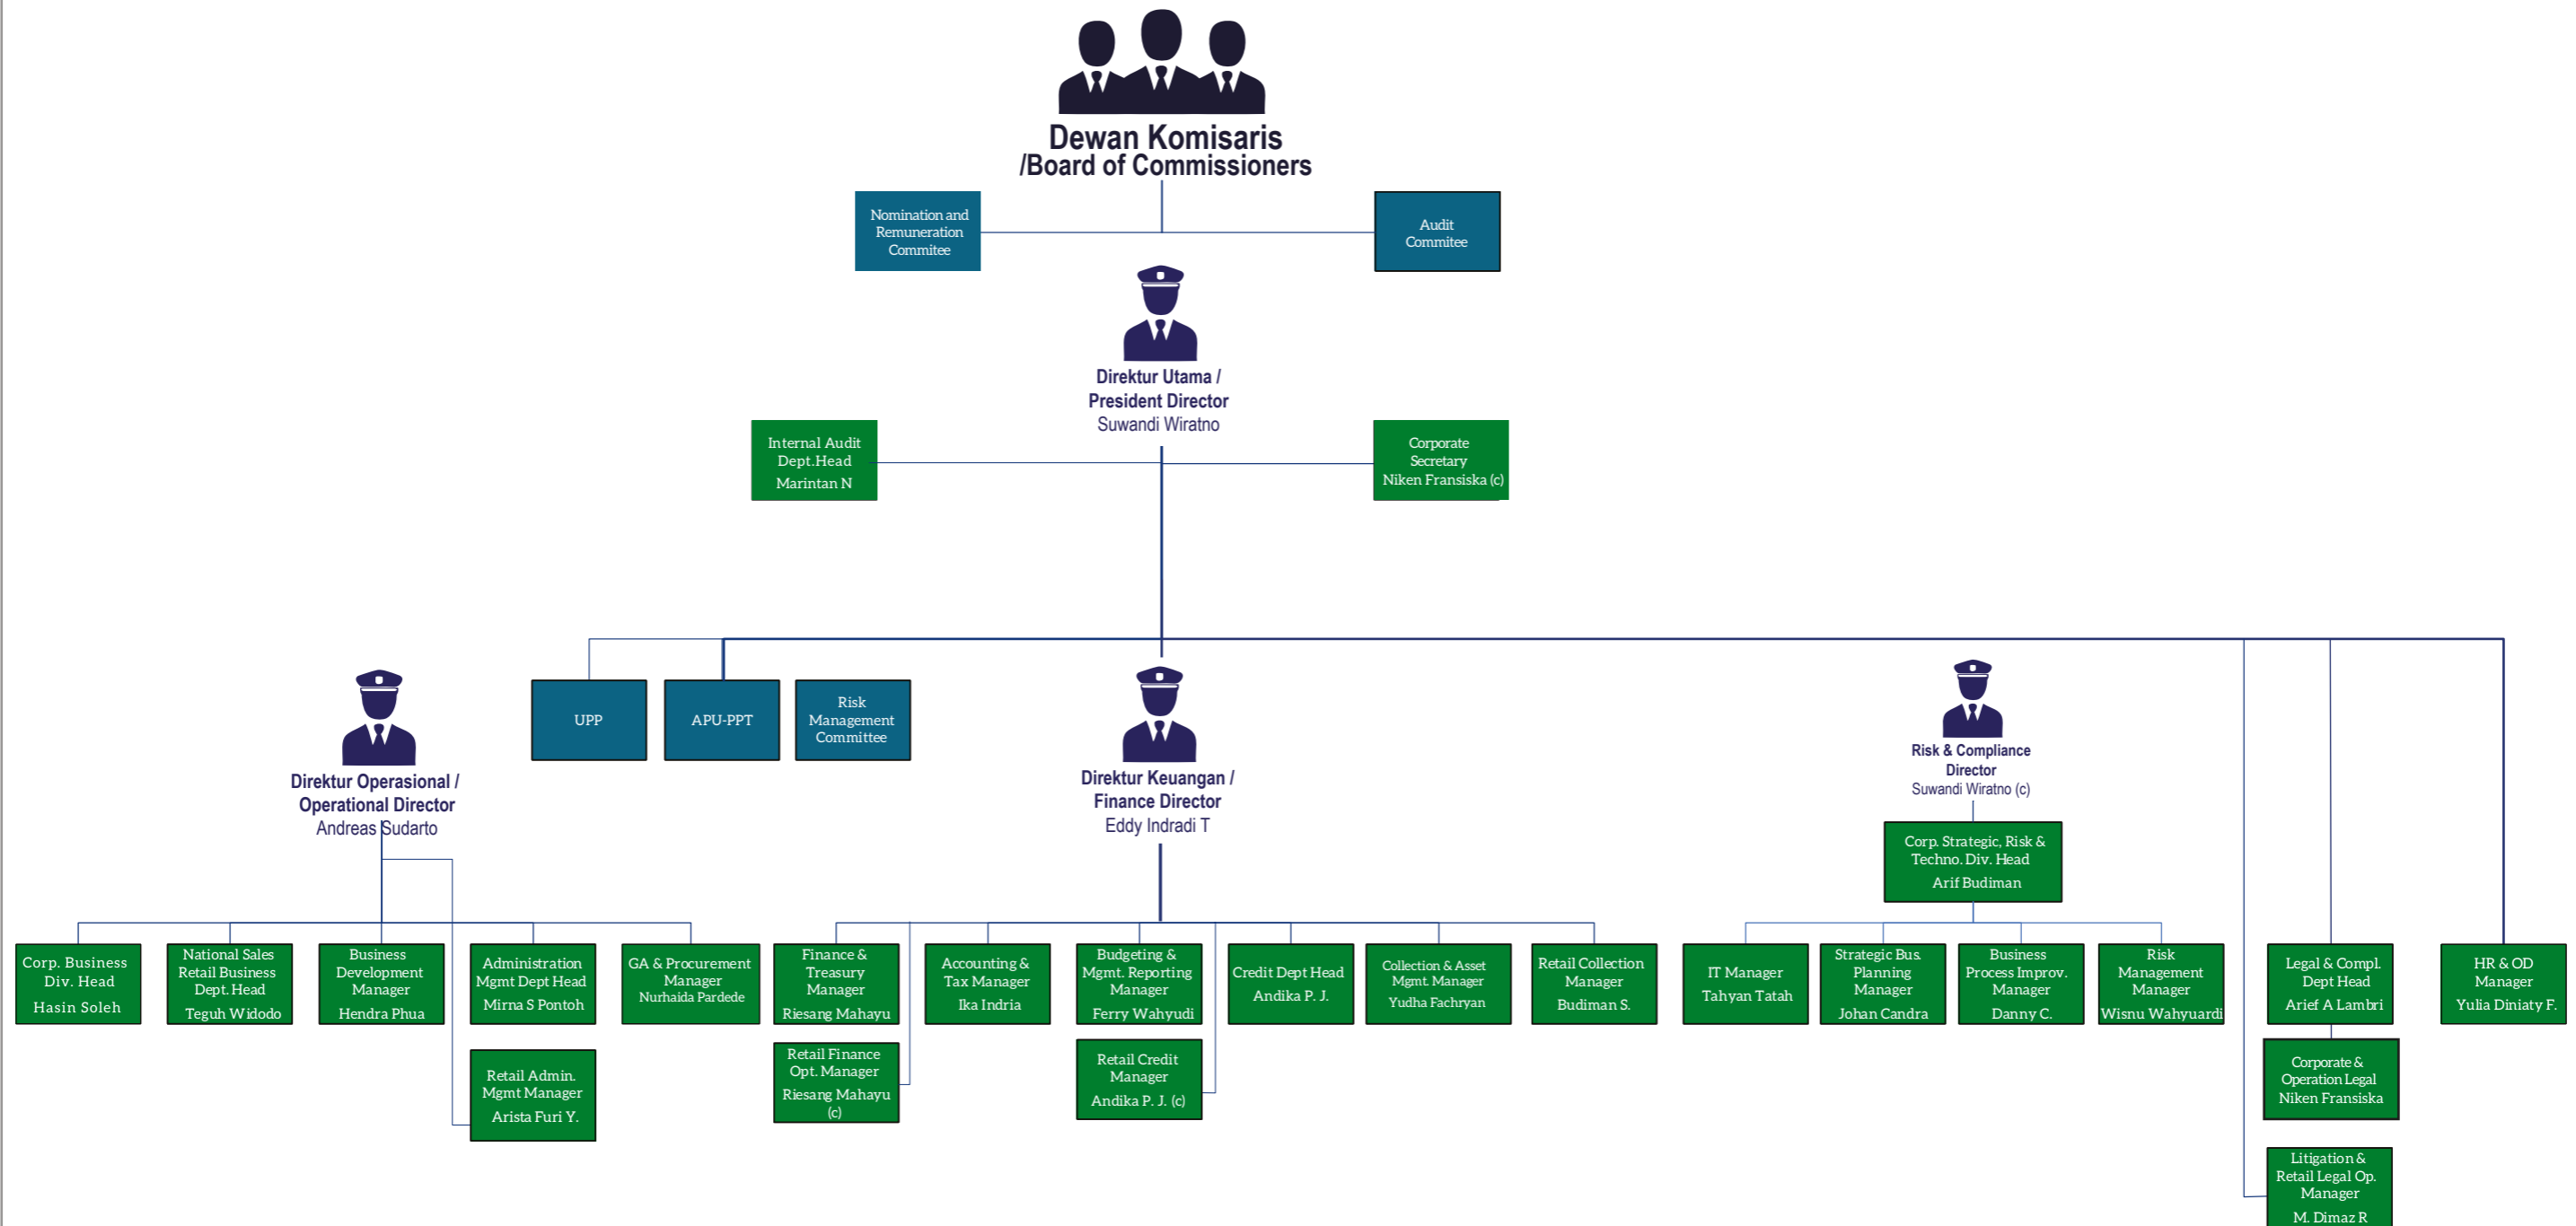 Dewan Komisaris
/Board of Commissioners
Nomination and
Remuneration
Commitee
Audit
Commitee
Direktur Utama /
President Director
Suwandi Wiratno
Internal Audit
Dept.Head
Marintan N
Corporate
Secretary
Niken Fransiska (c)
UPP
APU-PPT
Risk
Management
Committee
Direktur Operasional /
Operational Director
Andreas Sudarto
Direktur Keuangan /
Finance Director
Eddy Indradi T
Risk & Compliance
Director
Suwandi Wiratno (c)
Corp. Strategic, Risk &
Techno. Div. Head
Arif Budiman
Corp. Business
Div. Head
Hasin Soleh
National Sales
Retail Business
Dept. Head
Teguh Widodo
Business
Development
Manager
Hendra Phua
Administration
Mgmt Dept Head
Mirna S Pontoh
GA & Procurement
Manager
Nurhaida Pardede
Finance &
Treasury
Manager
Riesang Mahayu
Accounting &
Tax Manager
Ika Indria
Budgeting &
Mgmt. Reporting
Manager
Ferry Wahyudi
Credit Dept Head
Andika P. J.
Collection & Asset
Mgmt. Manager
Yudha Fachryan
Retail Collection
Manager
Budiman S.
IT Manager
Tahyan Tatah
Strategic Bus.
Planning
Manager
Johan Candra
Business
Process Improv.
Manager
Danny C.
Risk
Management
Manager
Wisnu Wahyuardi
Legal & Compl.
Dept Head
Arief A Lambri
HR & OD
Manager
Yulia Diniaty F.
Retail Admin.
Mgmt Manager
Arista Furi Y.
Retail Finance
Opt. Manager
Riesang Mahayu
(c)
Retail Credit
Manager
Andika P. J. (c)
Corporate &
Operation Legal
Niken Fransiska
Litigation &
Retail Legal Op.
Manager
M. Dimaz R